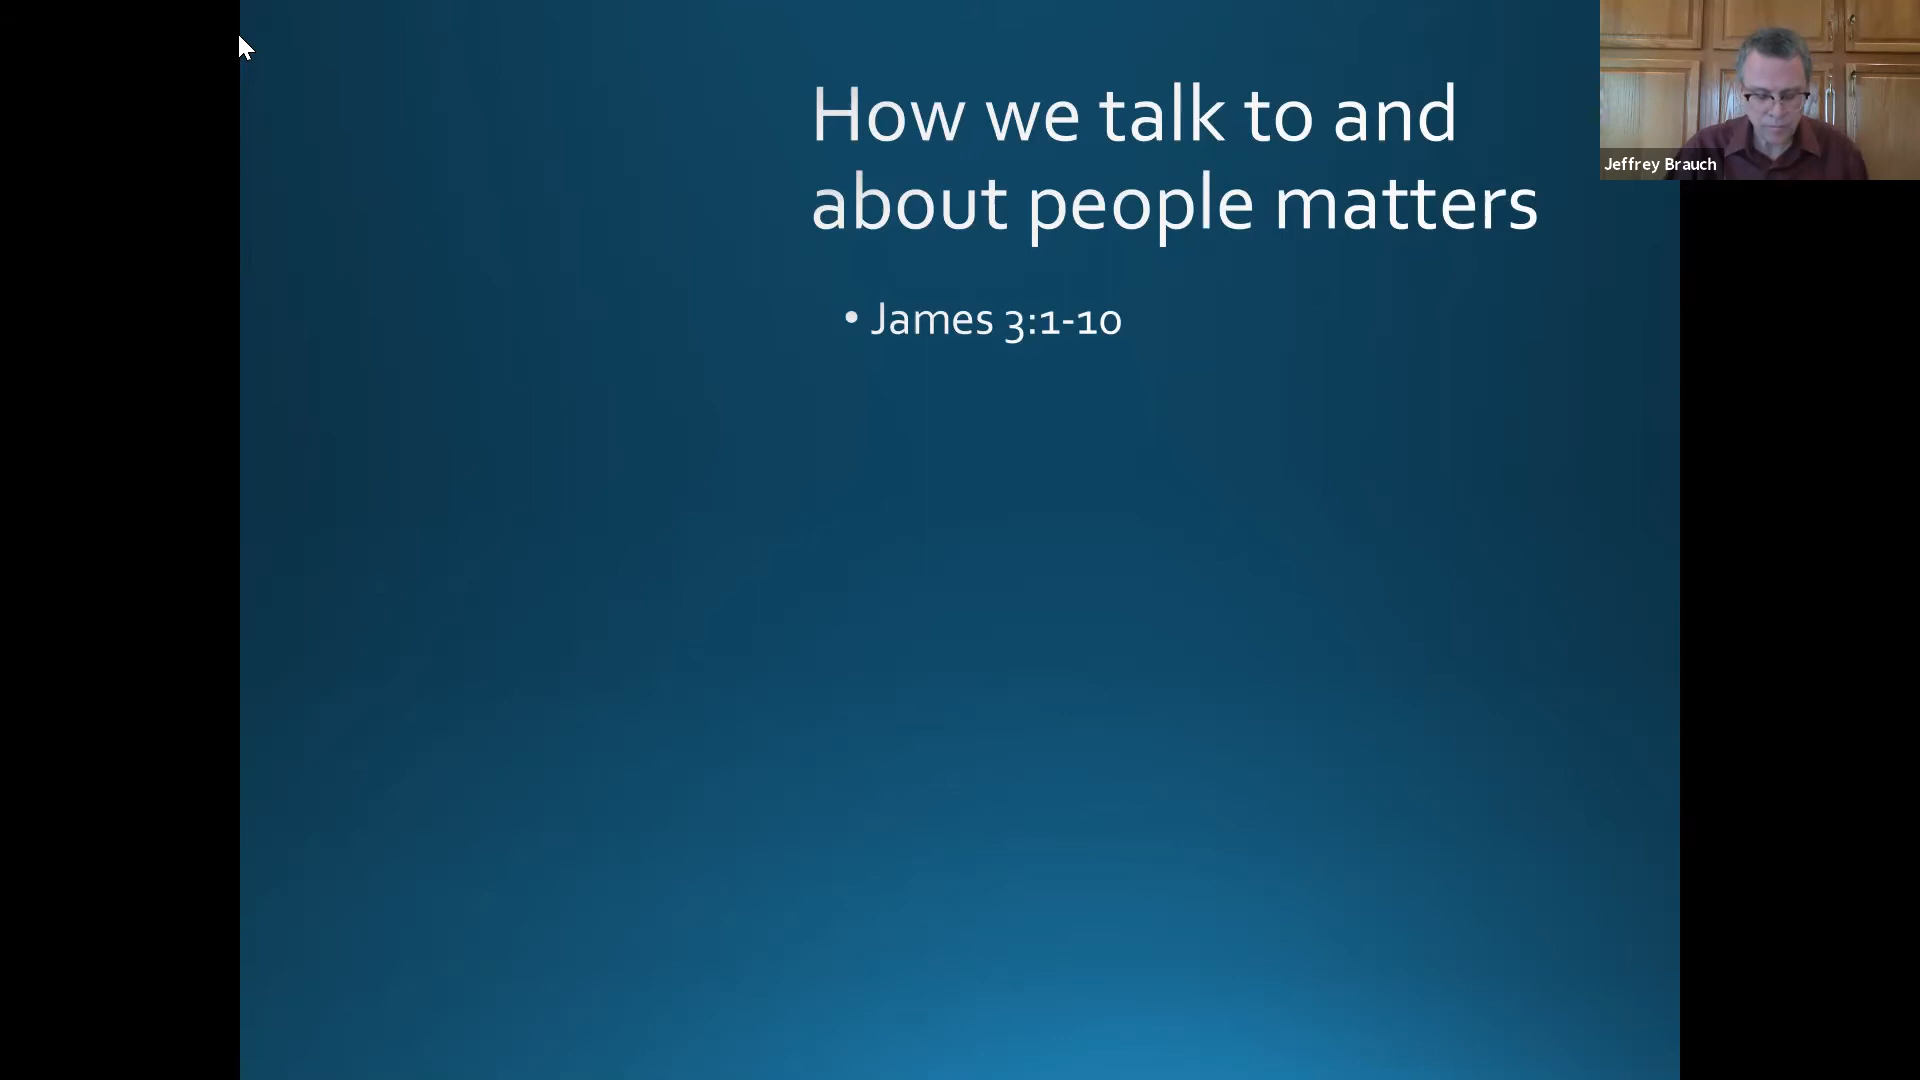 How we talk to and
about people matters
• James 3:1-10
Jeffrey Brauch